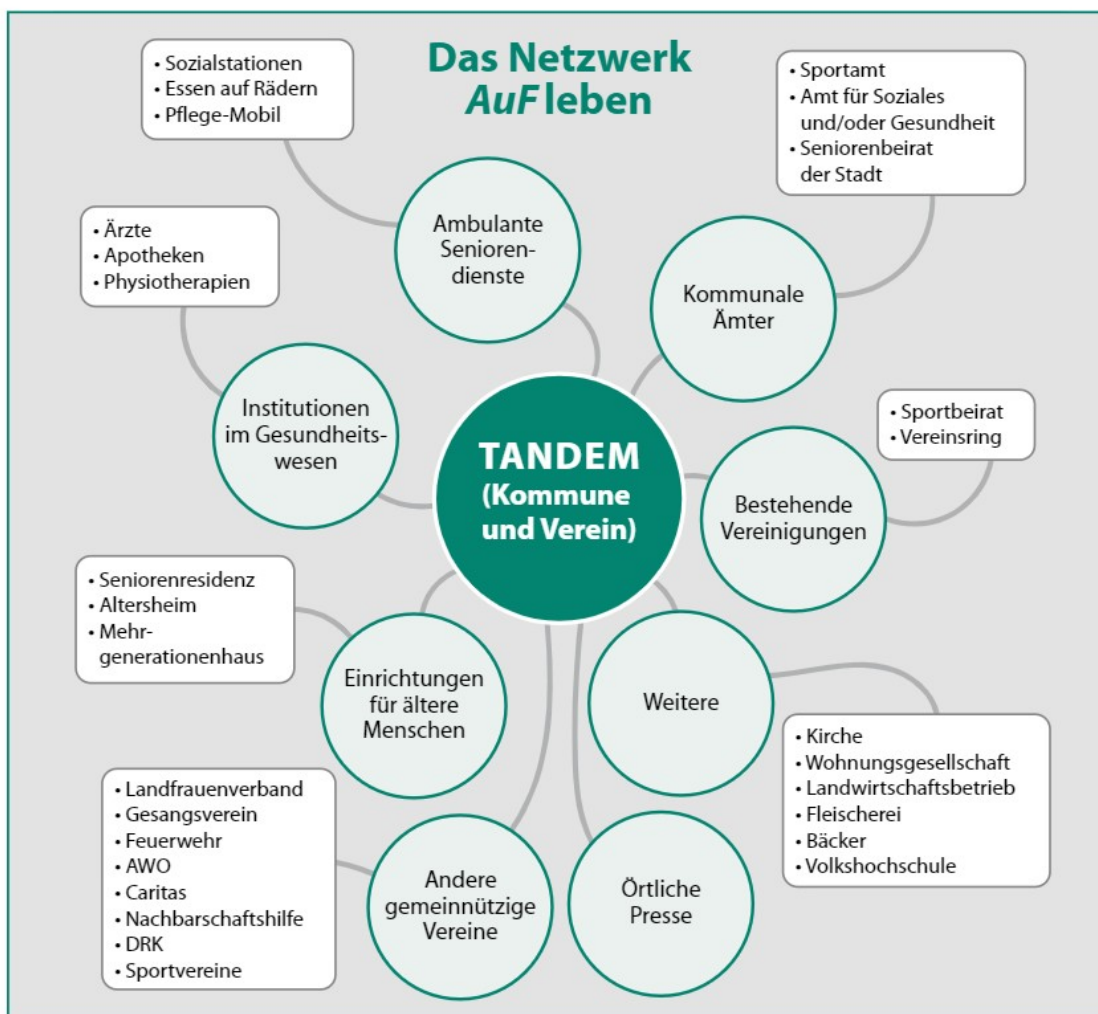 Das Netzwerk
AuFleben
• Sozialstationen
• Essen auf Rädern
• Pflege-Mobil
Ambulante
Senioren-
dienste
• Sportamt
• Amt für Soziales
und/oder Gesundheit
• Seniorenbeirat
der Stadt
Kommunale
Ämter
• Ärzte
• Apotheken
• Physiotherapien
Institutionen
im Gesundheits-
wesen
TANDEM
(Kommune
und Verein)
• Sportbeirat
• Vereinsring
Bestehende
Vereinigungen
• Seniorenresidenz
• Altersheim
• Mehr-
generationenhaus
Einrichtungen
für ältere
Menschen
Weitere
• Kirche
• Wohnungsgesellschaft
• Landwirtschaftsbetrieb
• Fleischerei
• Bäcker
• Volkshochschule
• Landfrauenverband
• Gesangsverein
• Feuerwehr
• AWO
• Caritas
• Nachbarschaftshilfe
• DRK
• Sportvereine
Andere
gemeinnützige
Vereine
Örtliche
Presse